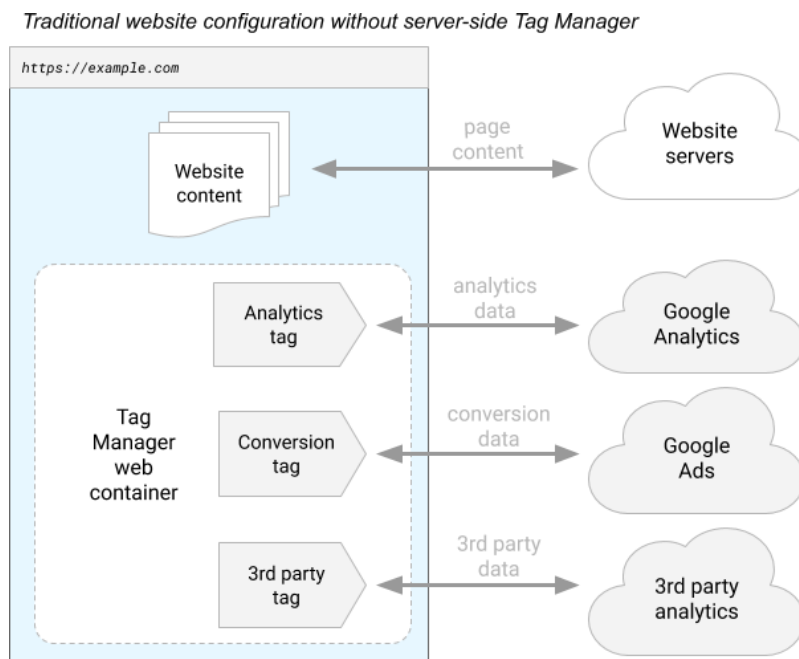 Traditional website configuration without server-side Tag Manager
https://example.com
Website
content
page
content
Website
servers
Tag
Manager
web
container
Analytics
tag
analytics
data
Google
Analytics
Conversion
tag
conversion
data
Google
Ads
3rd party
tag
3rd party
data
3rd party
analytics